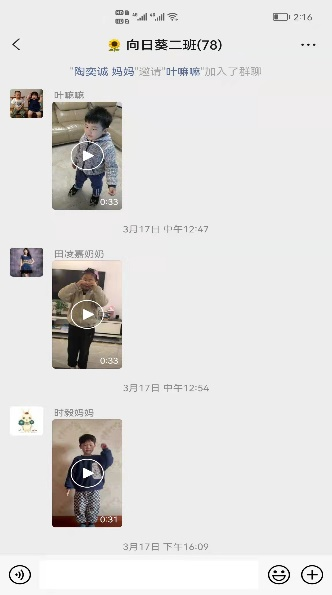 2:16
向日葵二班(78)
"陶奕诚 妈妈"邀请"叶嘛嘛"加入了群聊
叶嘛嘛
0:33
3月17日 中午12:47
田凌嘉奶奶
0:33
3月17日 中午12:54
时毅妈妈
0:31
3月17日 下午16:09